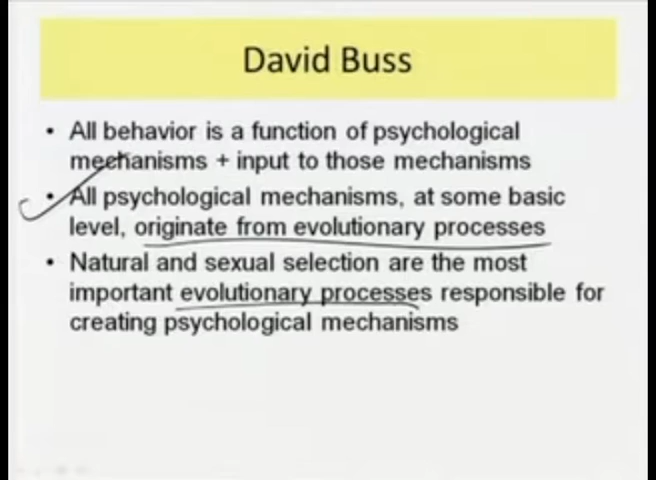 David Buss
• All behavior is a function of psychological
mechanisms + input to those mechanisms
• All psychological mechanisms, at some basic
level, originate from evolutionary processes
• Natural and sexual selection are the most
important evolutionary processes responsible for
creating psychological mechanisms